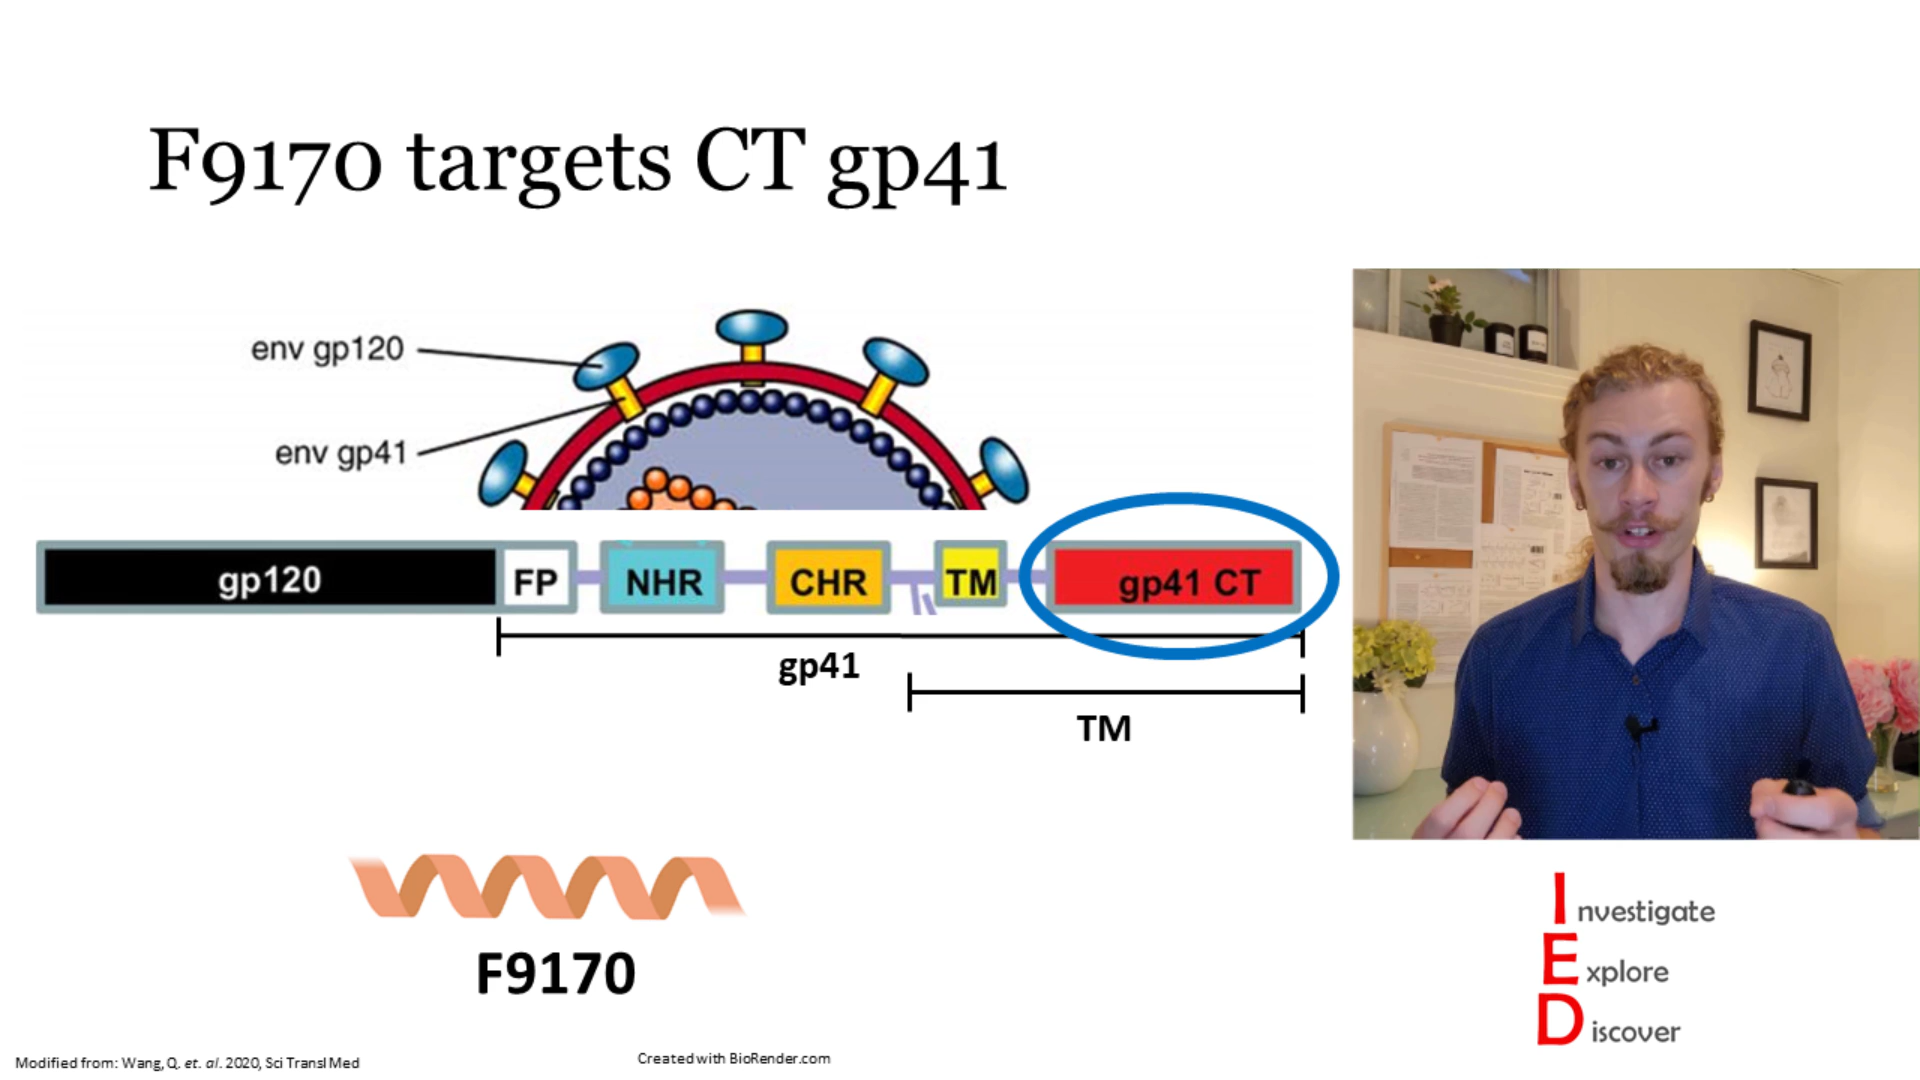 F9170 targets CT gp41
env gp120
env gp41
gp120 FP NHR CHR TM gp41 CT
gp41
TM
F9170
Investigate
Explore
Discover
Modified from: Wang, Q. et. al. 2020, Sci Transl Med
Created with BioRender.com